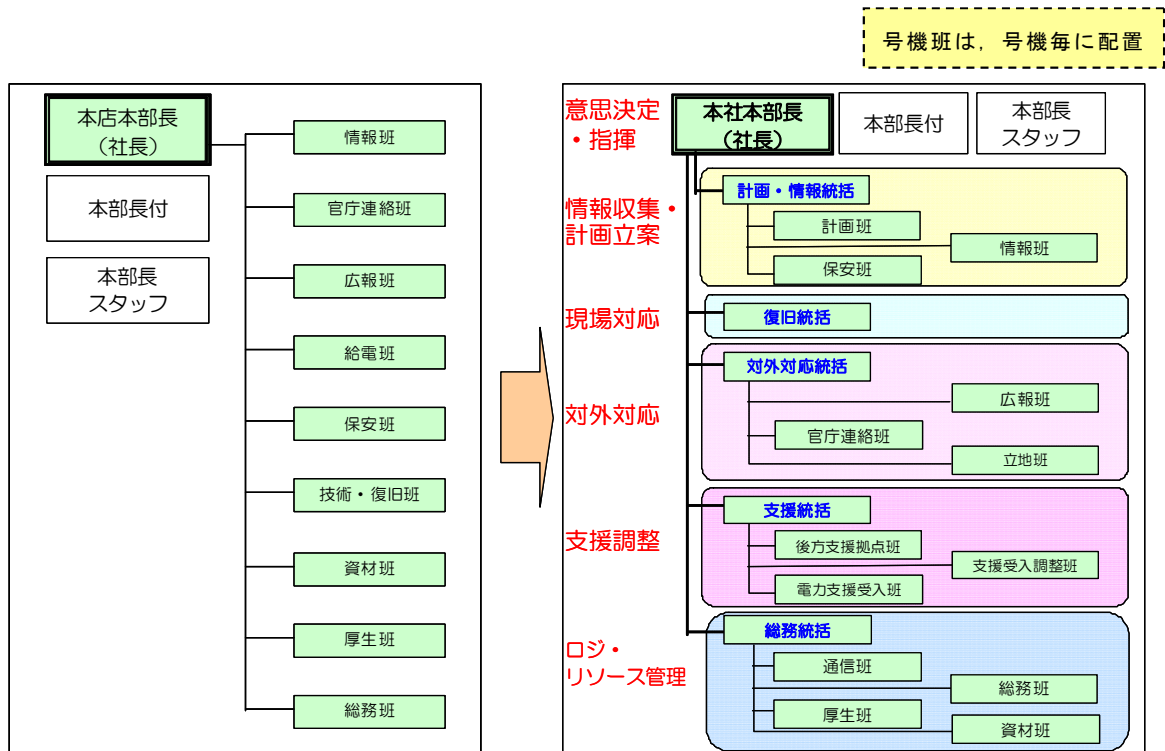 号機班は，号機毎に配置
本店本部長
（社長）
本部長付
本部長
スタッフ
情報班
官庁連絡班
広報班
給電班
保安班
技術・復旧班
資材班
厚生班
総務班
意思決定
・指揮
本社本部長
（社長）
本部長付
本部長
スタッフ
情報収集・
計画立案
計画・情報統括
計画班
情報班
保安班
現場対応
復旧統括
対外対応
対外対応統括
広報班
官庁連絡班
立地班
支援調整
支援統括
後方支援拠点班
支援受入調整班
電力支援受入班
ロジ・
リソース管理
総務統括
通信班
総務班
厚生班
資材班